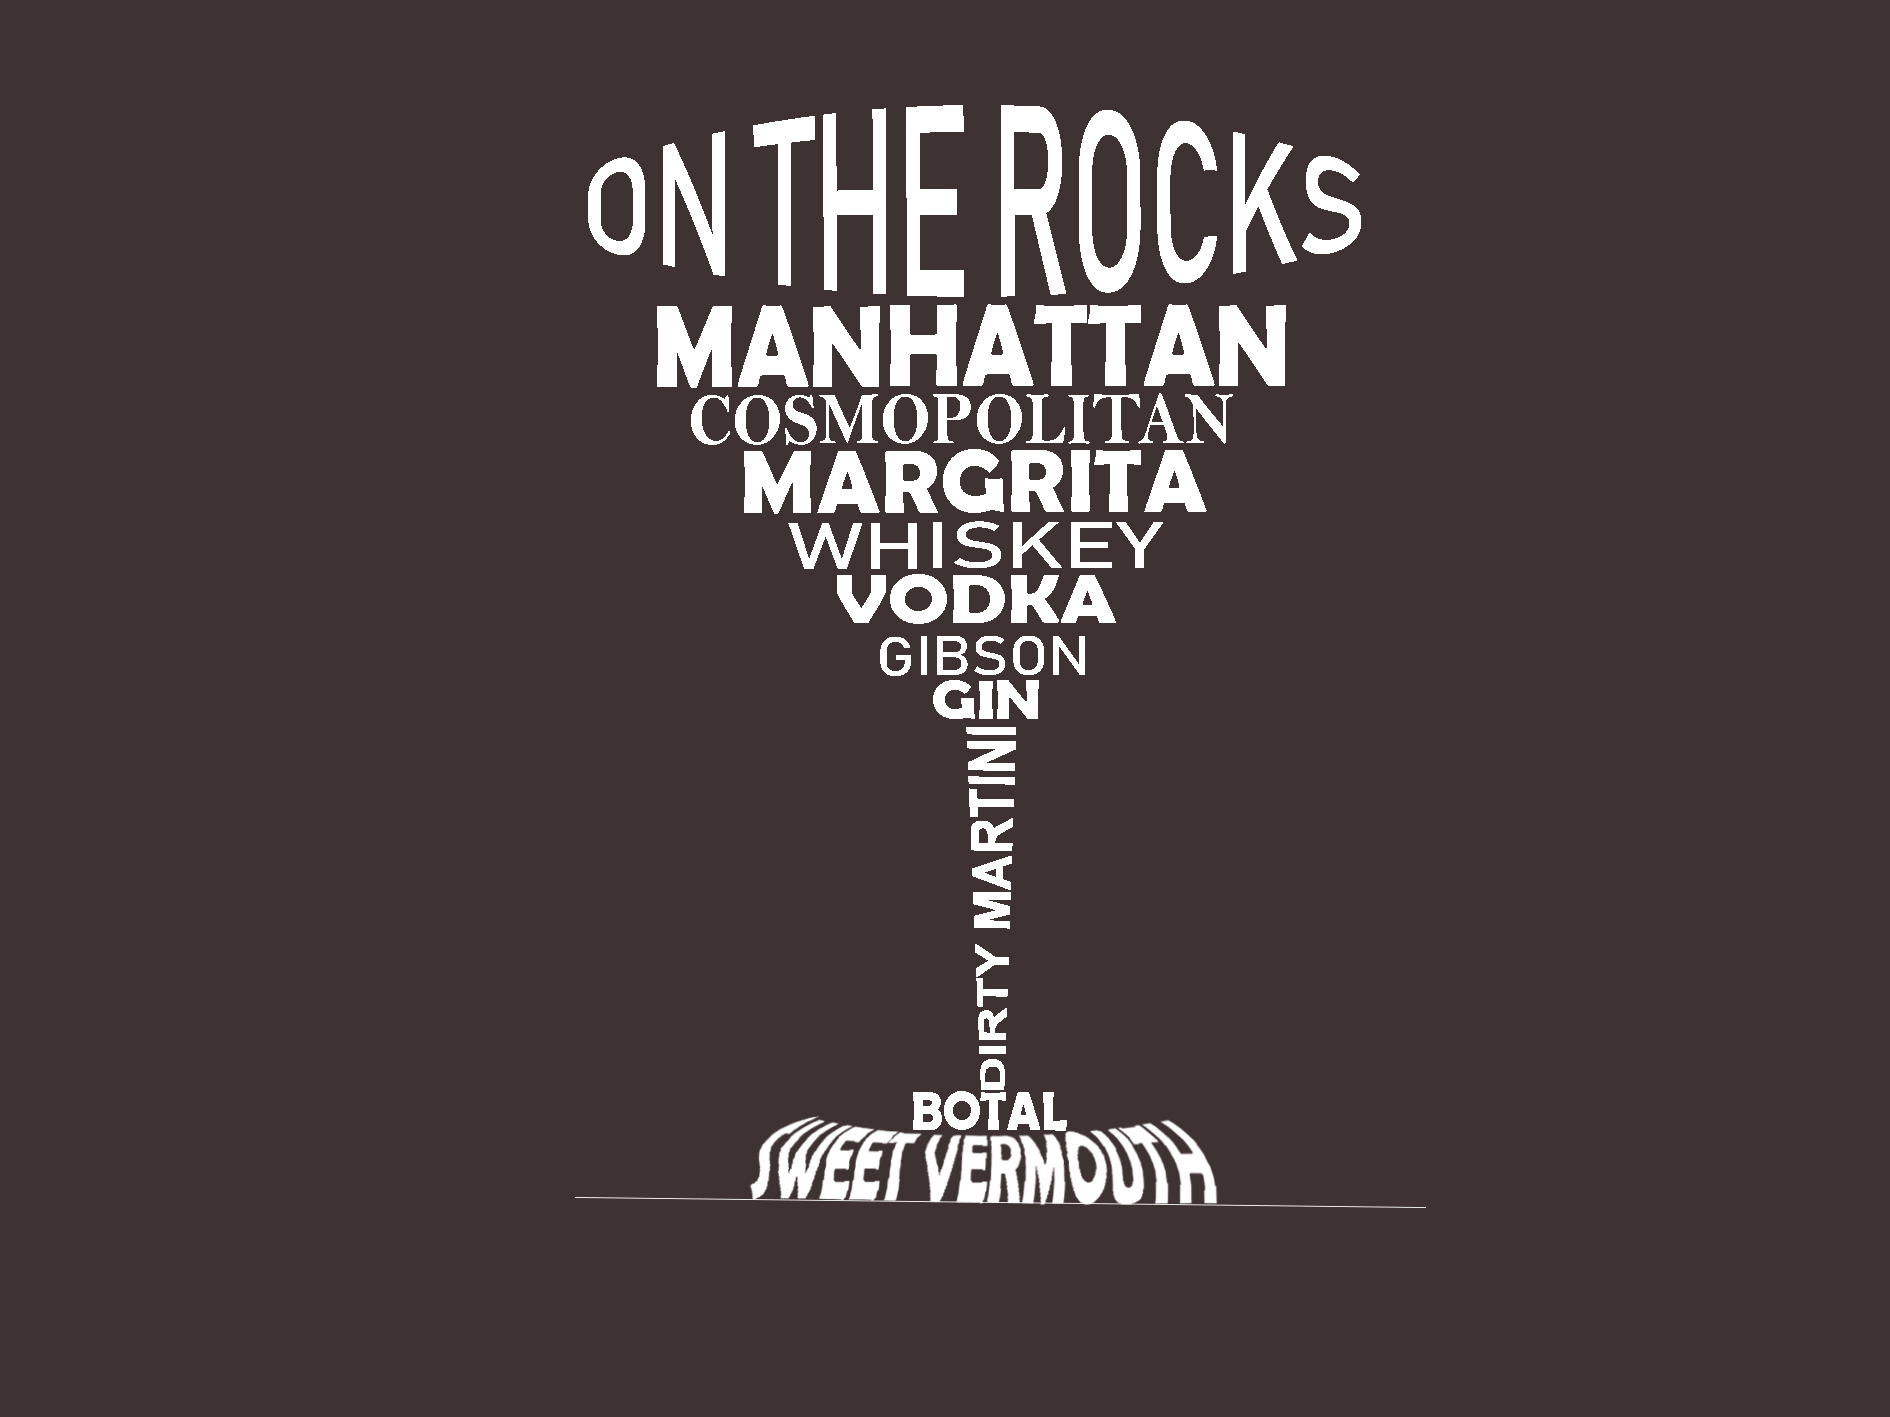 ON THE ROCKS
MANHATTAN
COSMOPOLITAN
MARGRITA
WHISKEY
VODKA
GIBSON
GIN
DIRTY MARTINI
BOTAL
SWEET VERMOUTH